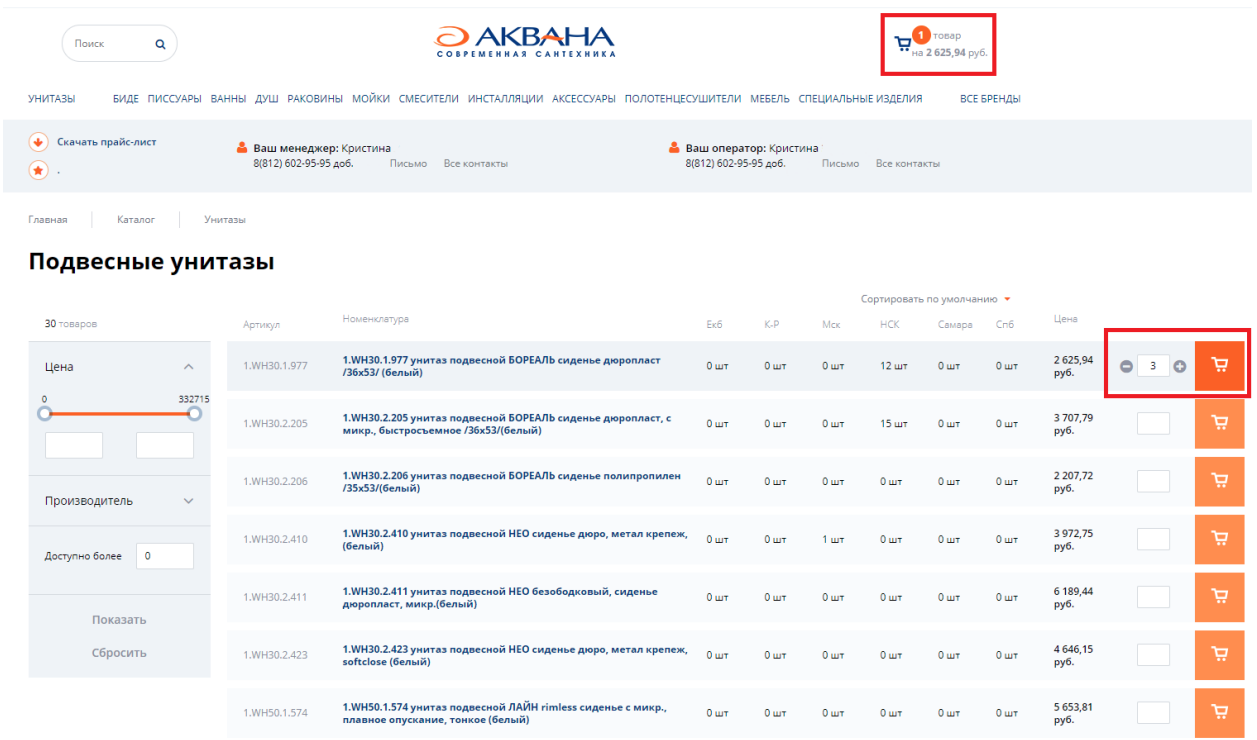 Поиск
АКВАНА
СОВРЕМЕННАЯ САНТЕХНИКА
1 товар
на 2 625,94 руб.
УНИТАЗЫ БИДЕ ПИССУАРЫ ВАННЫ ДУШ РАКОВИНЫ МОЙКИ СМЕСИТЕЛИ ИНСТАЛЛЯЦИИ АКСЕССУАРЫ ПОЛОТЕНЦЕСУШИТЕЛИ МЕБЕЛЬ СПЕЦИАЛЬНЫЕ ИЗДЕЛИЯ ВСЕ БРЕНДЫ
Скачать прайс-лист
.
Ваш менеджер: Кристина
8(812) 602-95-95 доб. Письмо Все контакты
Ваш оператор: Кристина
8(812) 602-95-95 доб. Письмо Все контакты
Главная Каталог Унитазы
Подвесные унитазы
Сортировать по умолчанию
30 товаров
Цена
0 332715
Производитель
Доступно более 0
Показать
Сбросить
Артикул Номенклатура Екб К-Р Мск НСК Самара Спб Цена
1.WH30.1.977 1.WH30.1.977 унитаз подвесной БОРЕАЛЬ сиденье дюропласт 0 шт 0 шт 0 шт 12 шт 0 шт 0 шт 2 625,94 3
/36x53/ (белый) руб.
1.WH30.2.205 1.WH30.2.205 унитаз подвесной БОРЕАЛЬ сиденье дюропласт, с 0 шт 0 шт 0 шт 15 шт 0 шт 0 шт 3 707,79
микр., быстросъемное /36x53/(белый) руб.
1.WH30.2.206 1.WH30.2.206 унитаз подвесной БОРЕАЛЬ сиденье полипропилен 0 шт 0 шт 0 шт 0 шт 0 шт 0 шт 2 207,72
/35x53/(белый) руб.
1.WH30.2.410 1.WH30.2.410 унитаз подвесной НЕО сиденье дюро, метал крепеж, 0 шт 0 шт 1 шт 0 шт 0 шт 0 шт 3 972,75
(белый) руб.
1.WH30.2.411 1.WH30.2.411 унитаз подвесной НЕО безободковый, сиденье 0 шт 0 шт 0 шт 0 шт 0 шт 0 шт 6 189,44
дюропласт, микр.(белый) руб.
1.WH30.2.423 1.WH30.2.423 унитаз подвесной НЕО сиденье дюро, метал крепеж, 0 шт 0 шт 0 шт 0 шт 0 шт 0 шт 4 646,15
softclose (белый) руб.
1.WH50.1.574 1.WH50.1.574 унитаз подвесной ЛАЙН rimless сиденье с микр., 0 шт 0 шт 0 шт 0 шт 0 шт 0 шт 5 653,81
плавное опускание, тонкое (белый) руб.